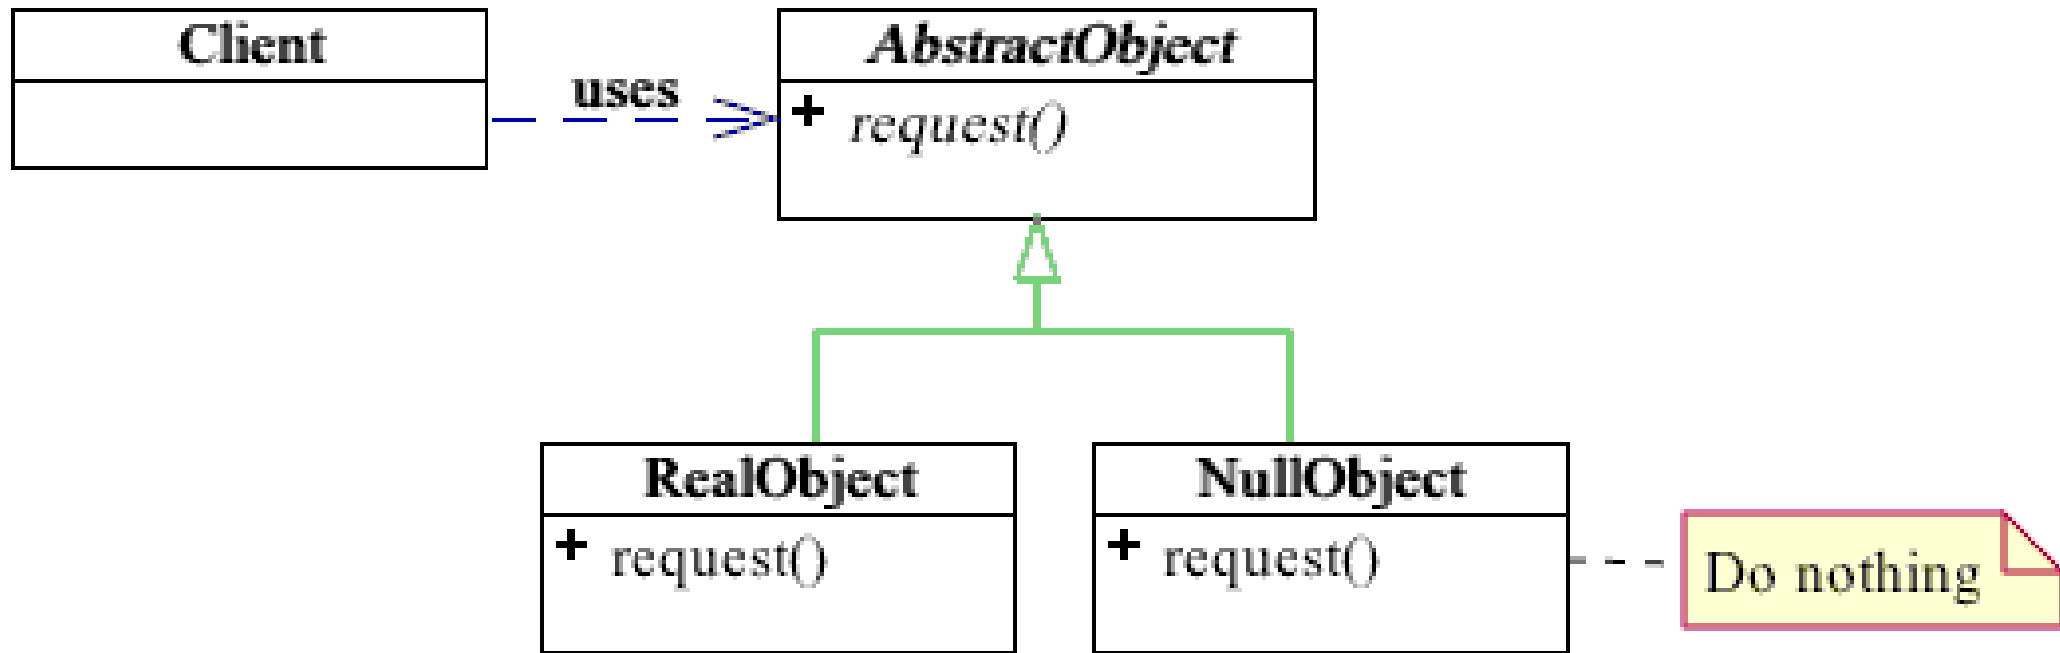 Client
uses
AbstractObject
+ request()
RealObject
+ request()
NullObject
+ request()
Do nothing